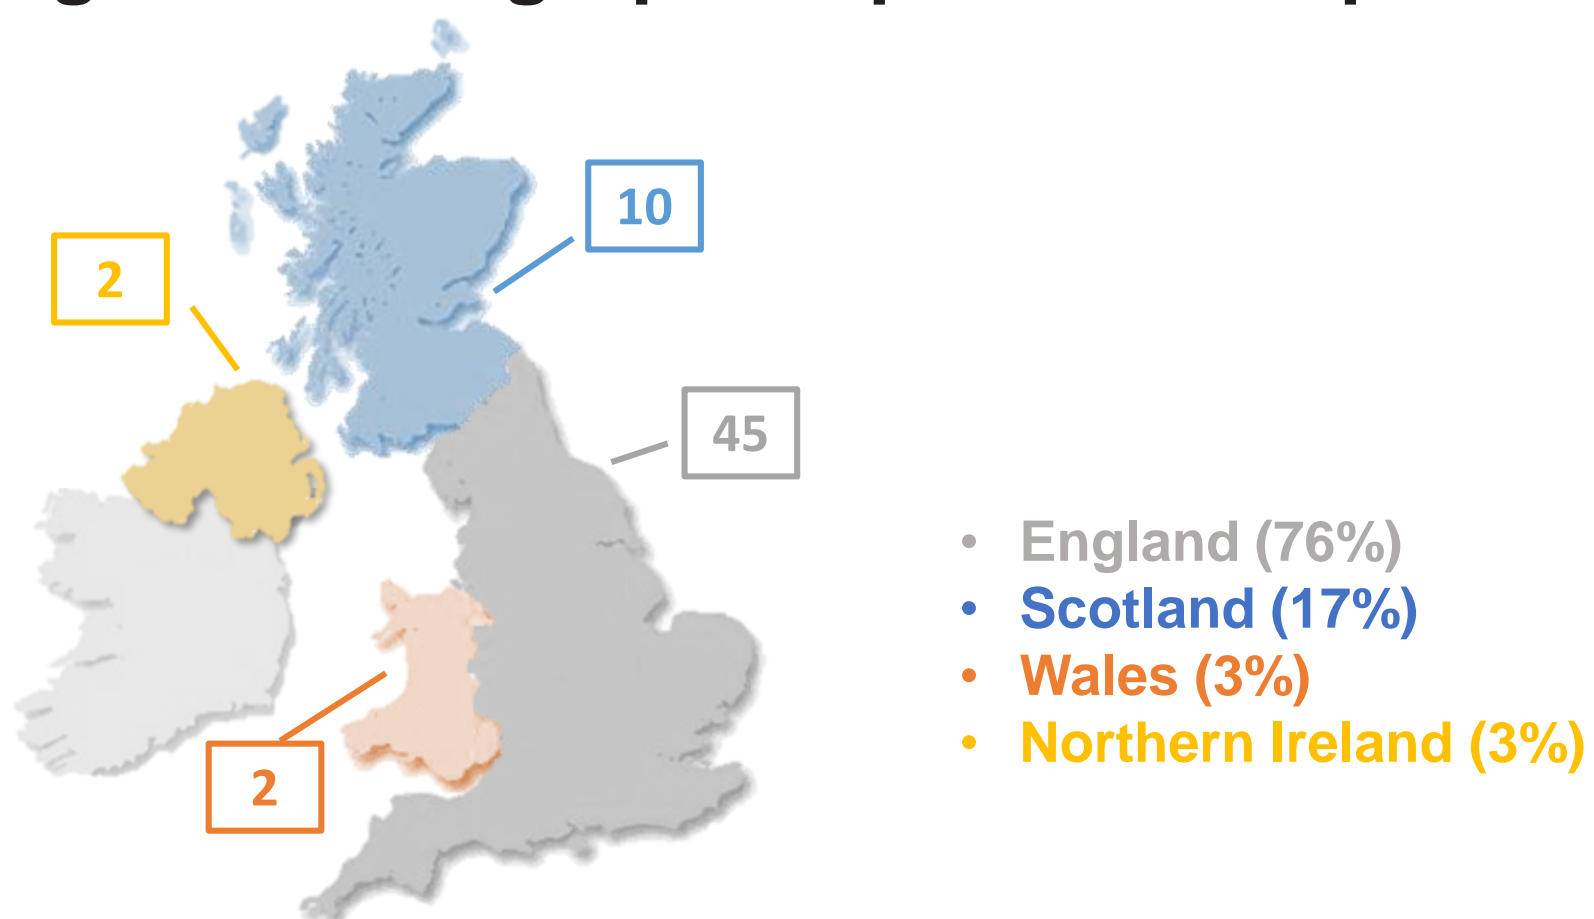 10
2
45
2
• England (76%)
• Scotland (17%)
• Wales (3%)
• Northern Ireland (3%)